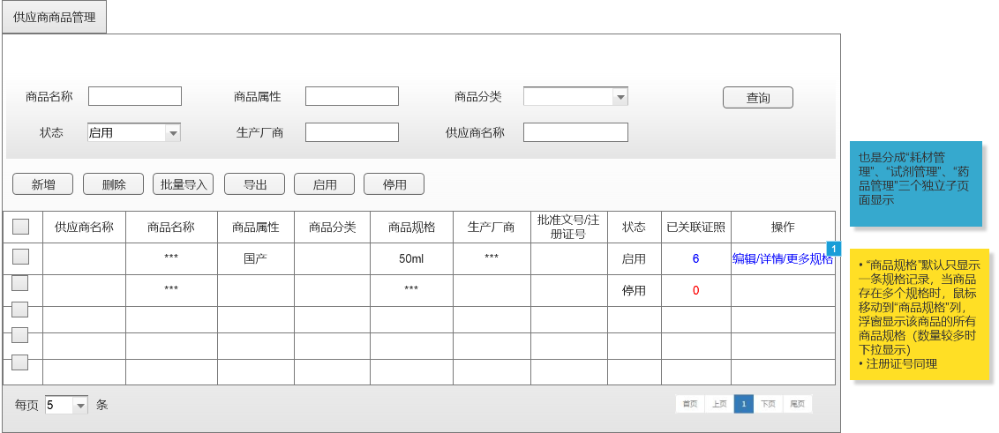 供应商商品管理
商品名称 商品属性 商品分类 查询
状态 启用 生产厂商 供应商名称
新增 删除 批量导入 导出 启用 停用
供应商名称 商品名称 商品属性 商品分类 商品规格 生产厂商 批准文号/注册证号 状态 已关联证照 操作
*** 国产 50ml *** 启用 6 编辑/详情/更多规格 1
*** *** 停用 0
每页 5 条 首页 上页 1 下页 尾页
也是分成“耗材管
理”、“试剂管理”、“药
品管理”三个独立子页
面显示
• “商品规格”默认只显示
一条规格记录，当商品
存在多个规格时，鼠标
移动到“商品规格”列，
浮窗显示该商品的所有
商品规格（数量较多时
下拉显示）
• 注册证号同理